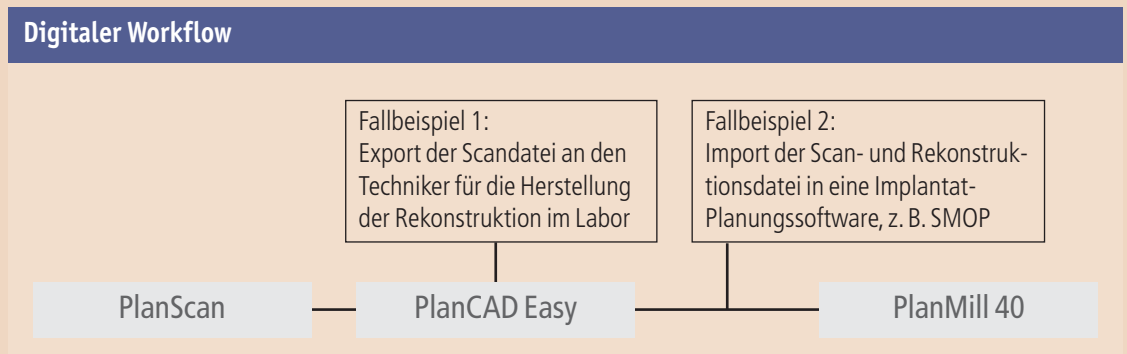 Digitaler Workflow
Fallbeispiel 1:
Export der Scandatei an den
Techniker für die Herstellung
der Rekonstruktion im Labor
Fallbeispiel 2:
Import der Scan- und Rekonstruk-
tionsdatei in eine Implantat-
Planungssoftware, z. B. SMOP
PlanScan
PlanCAD Easy
PlanMill 40